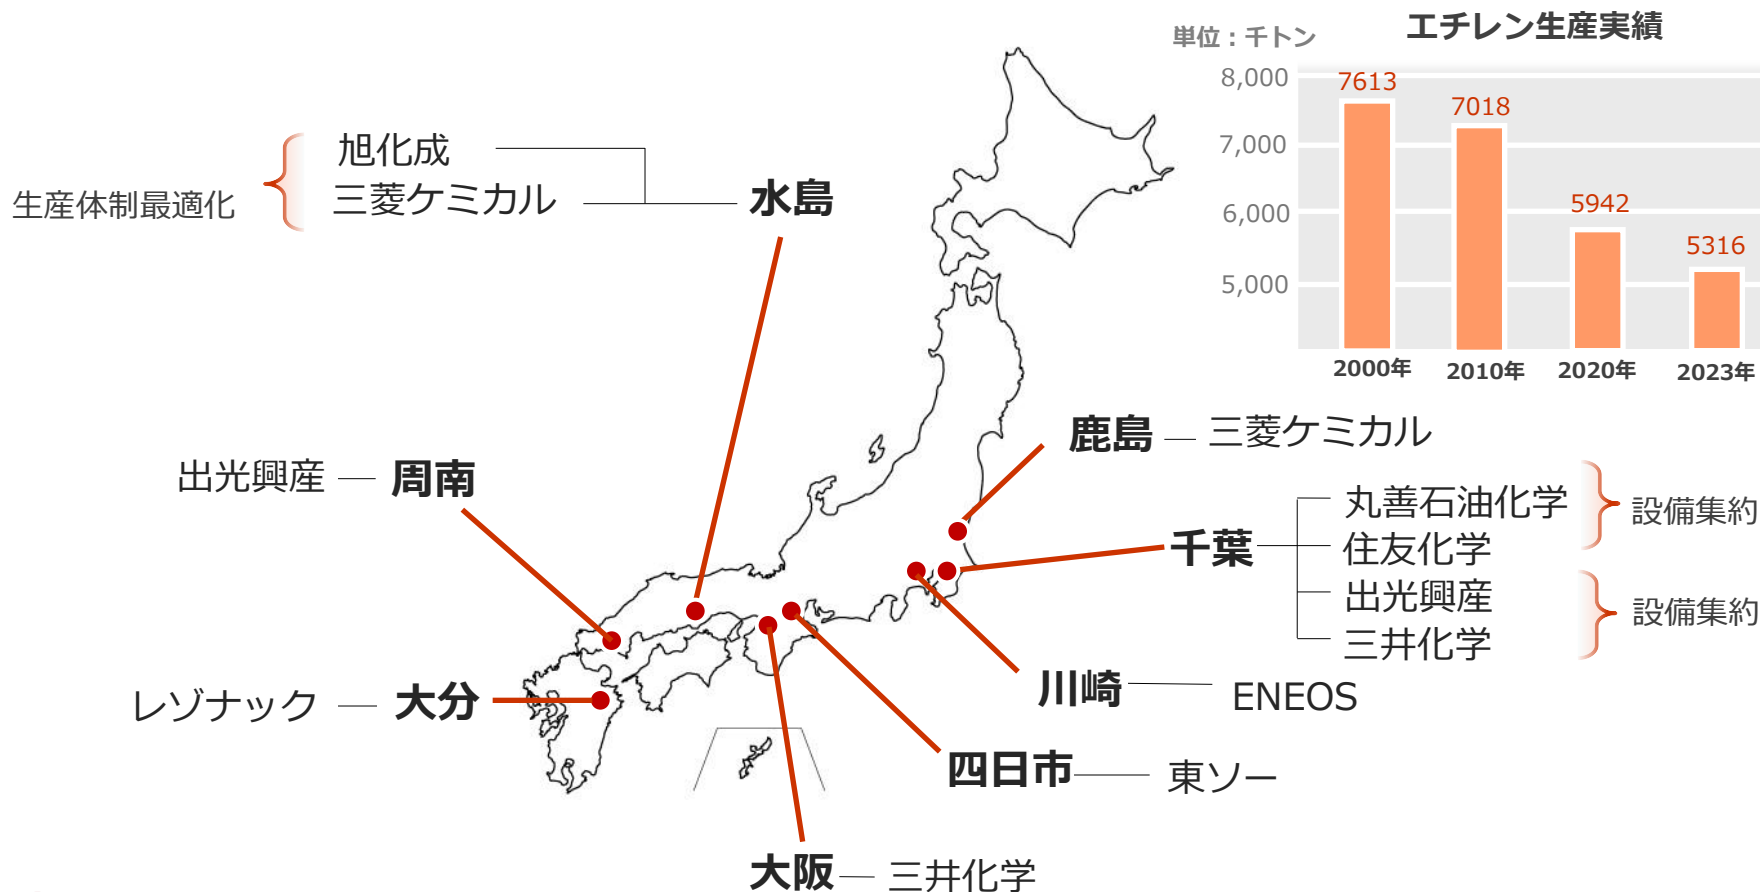 エチレン生産実績
単位：千トン
8,000
7,000
6,000
5,000
7613
7018
5942
5316
2000年
2010年
2020年
2023年
旭化成
三菱ケミカル
生産体制最適化
水島
出光興産
周南
レゾナック
大分
鹿島
三菱ケミカル
千葉
丸善石油化学
住友化学
設備集約
出光興産
三井化学
設備集約
川崎
ENEOS
四日市
東ソー
大阪
三井化学